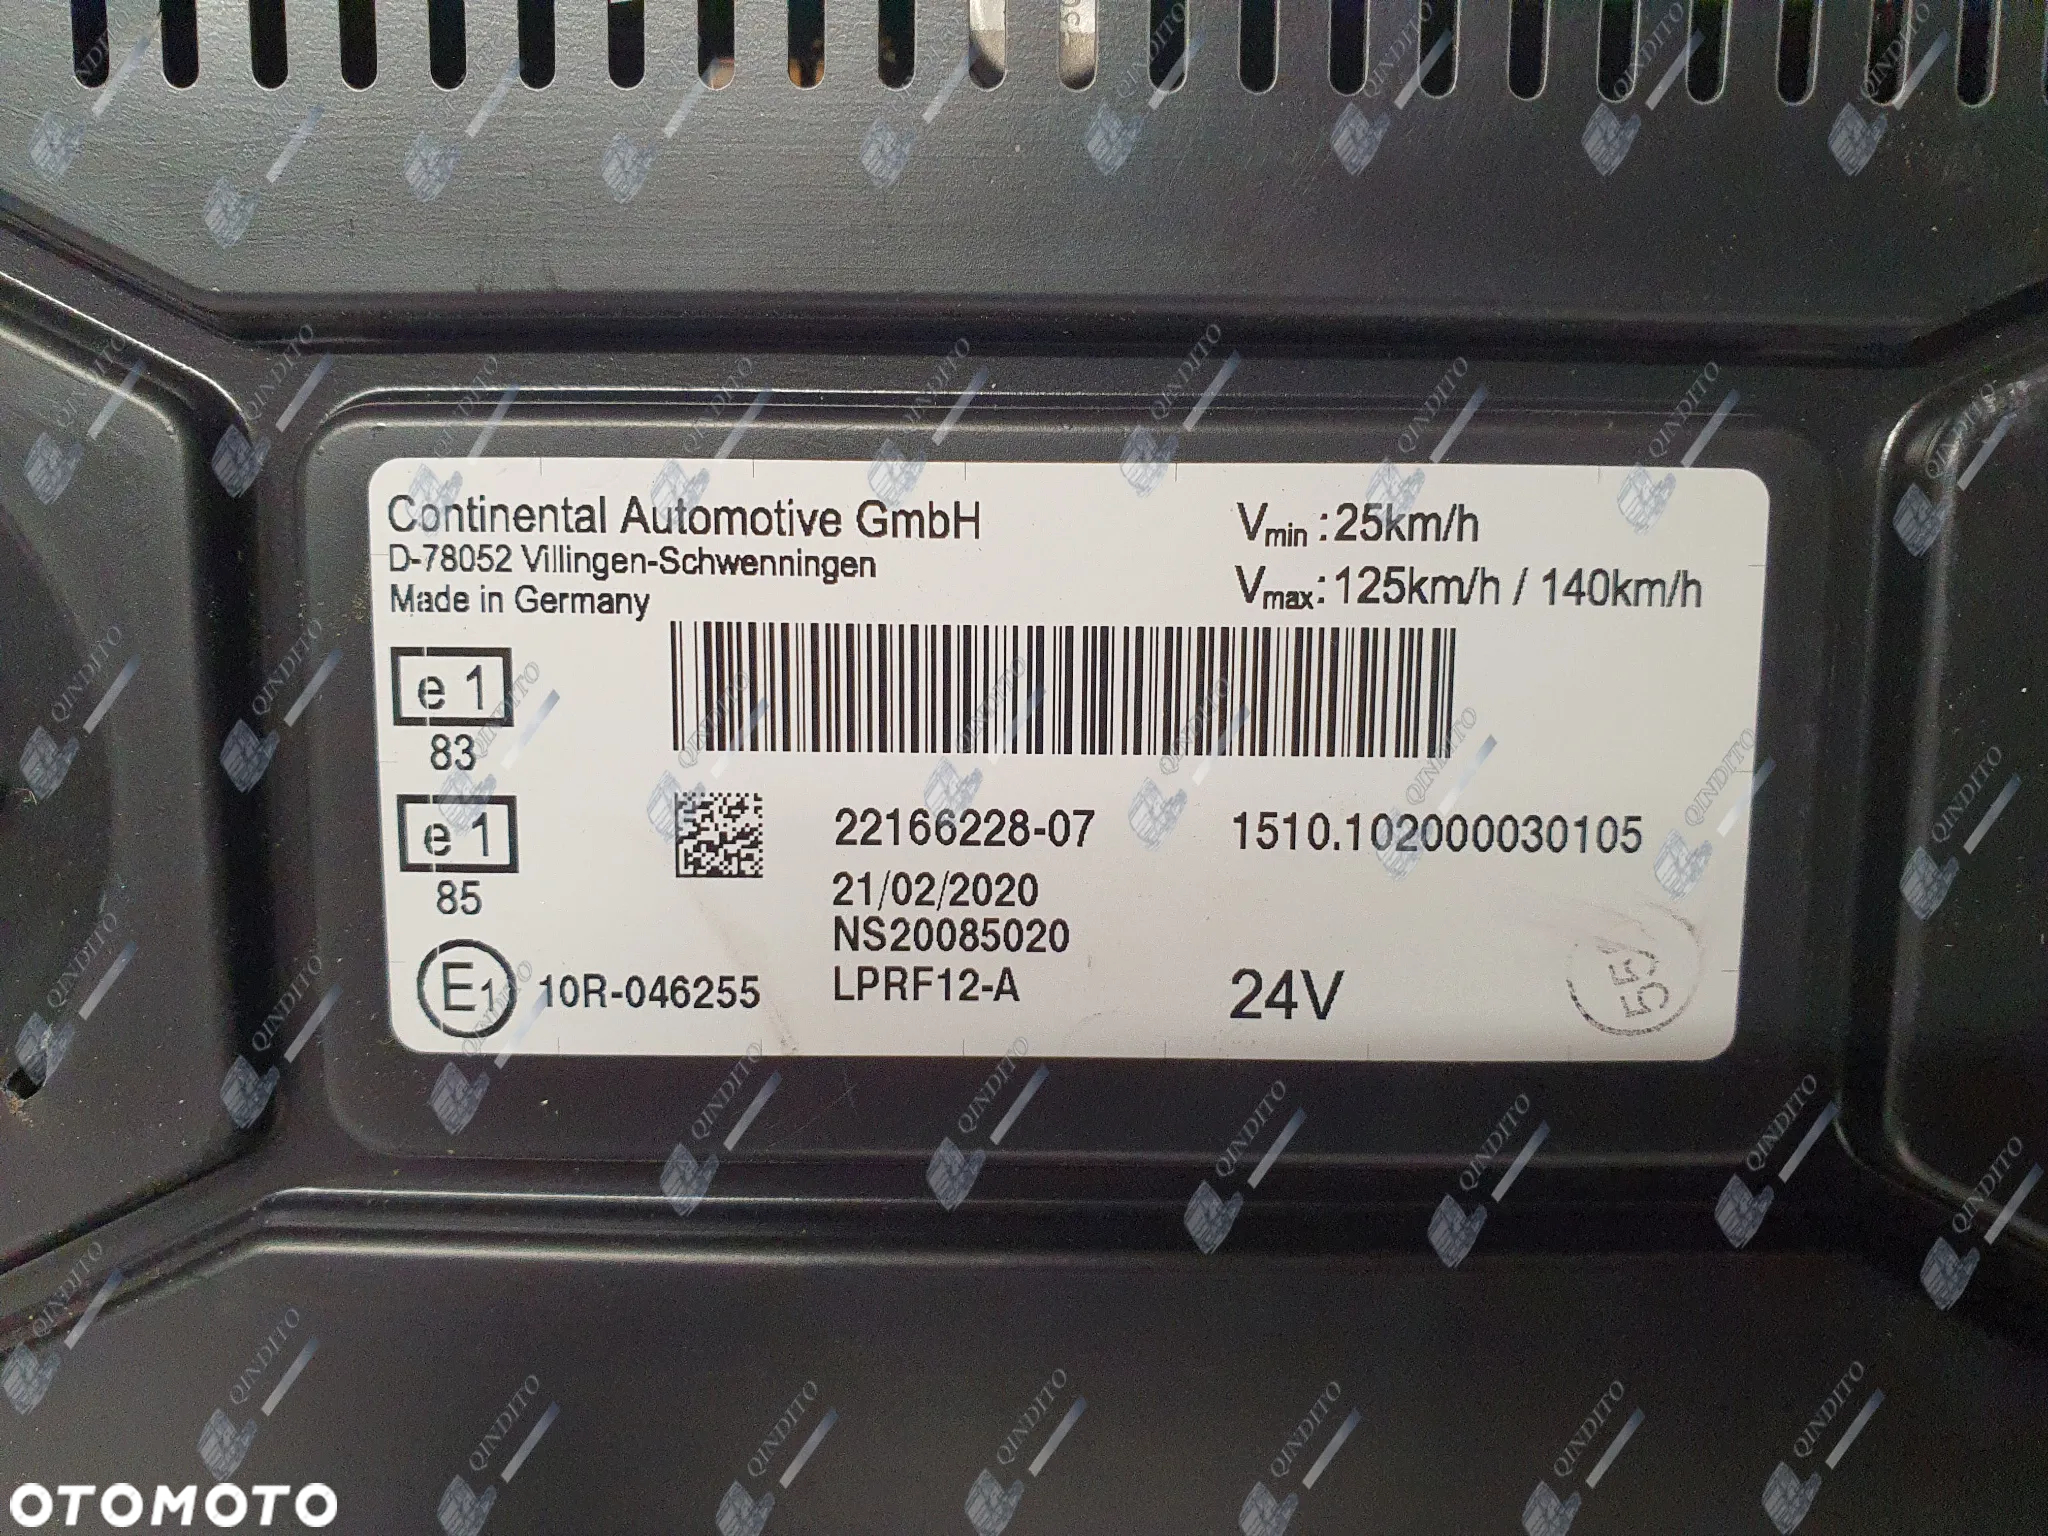 Continental Automotive GmbH
D-78052 Villingen-Schwenningen
Made in Germany
Vmin :25km/h
Vmax: 125km/h / 140km/h
e 1
83
e 1
85
E1 10R-046255
22166228-07
21/02/2020
NS20085020
LPRF12-A
1510.102000030105
24V
QINDITO
OTOMOTO